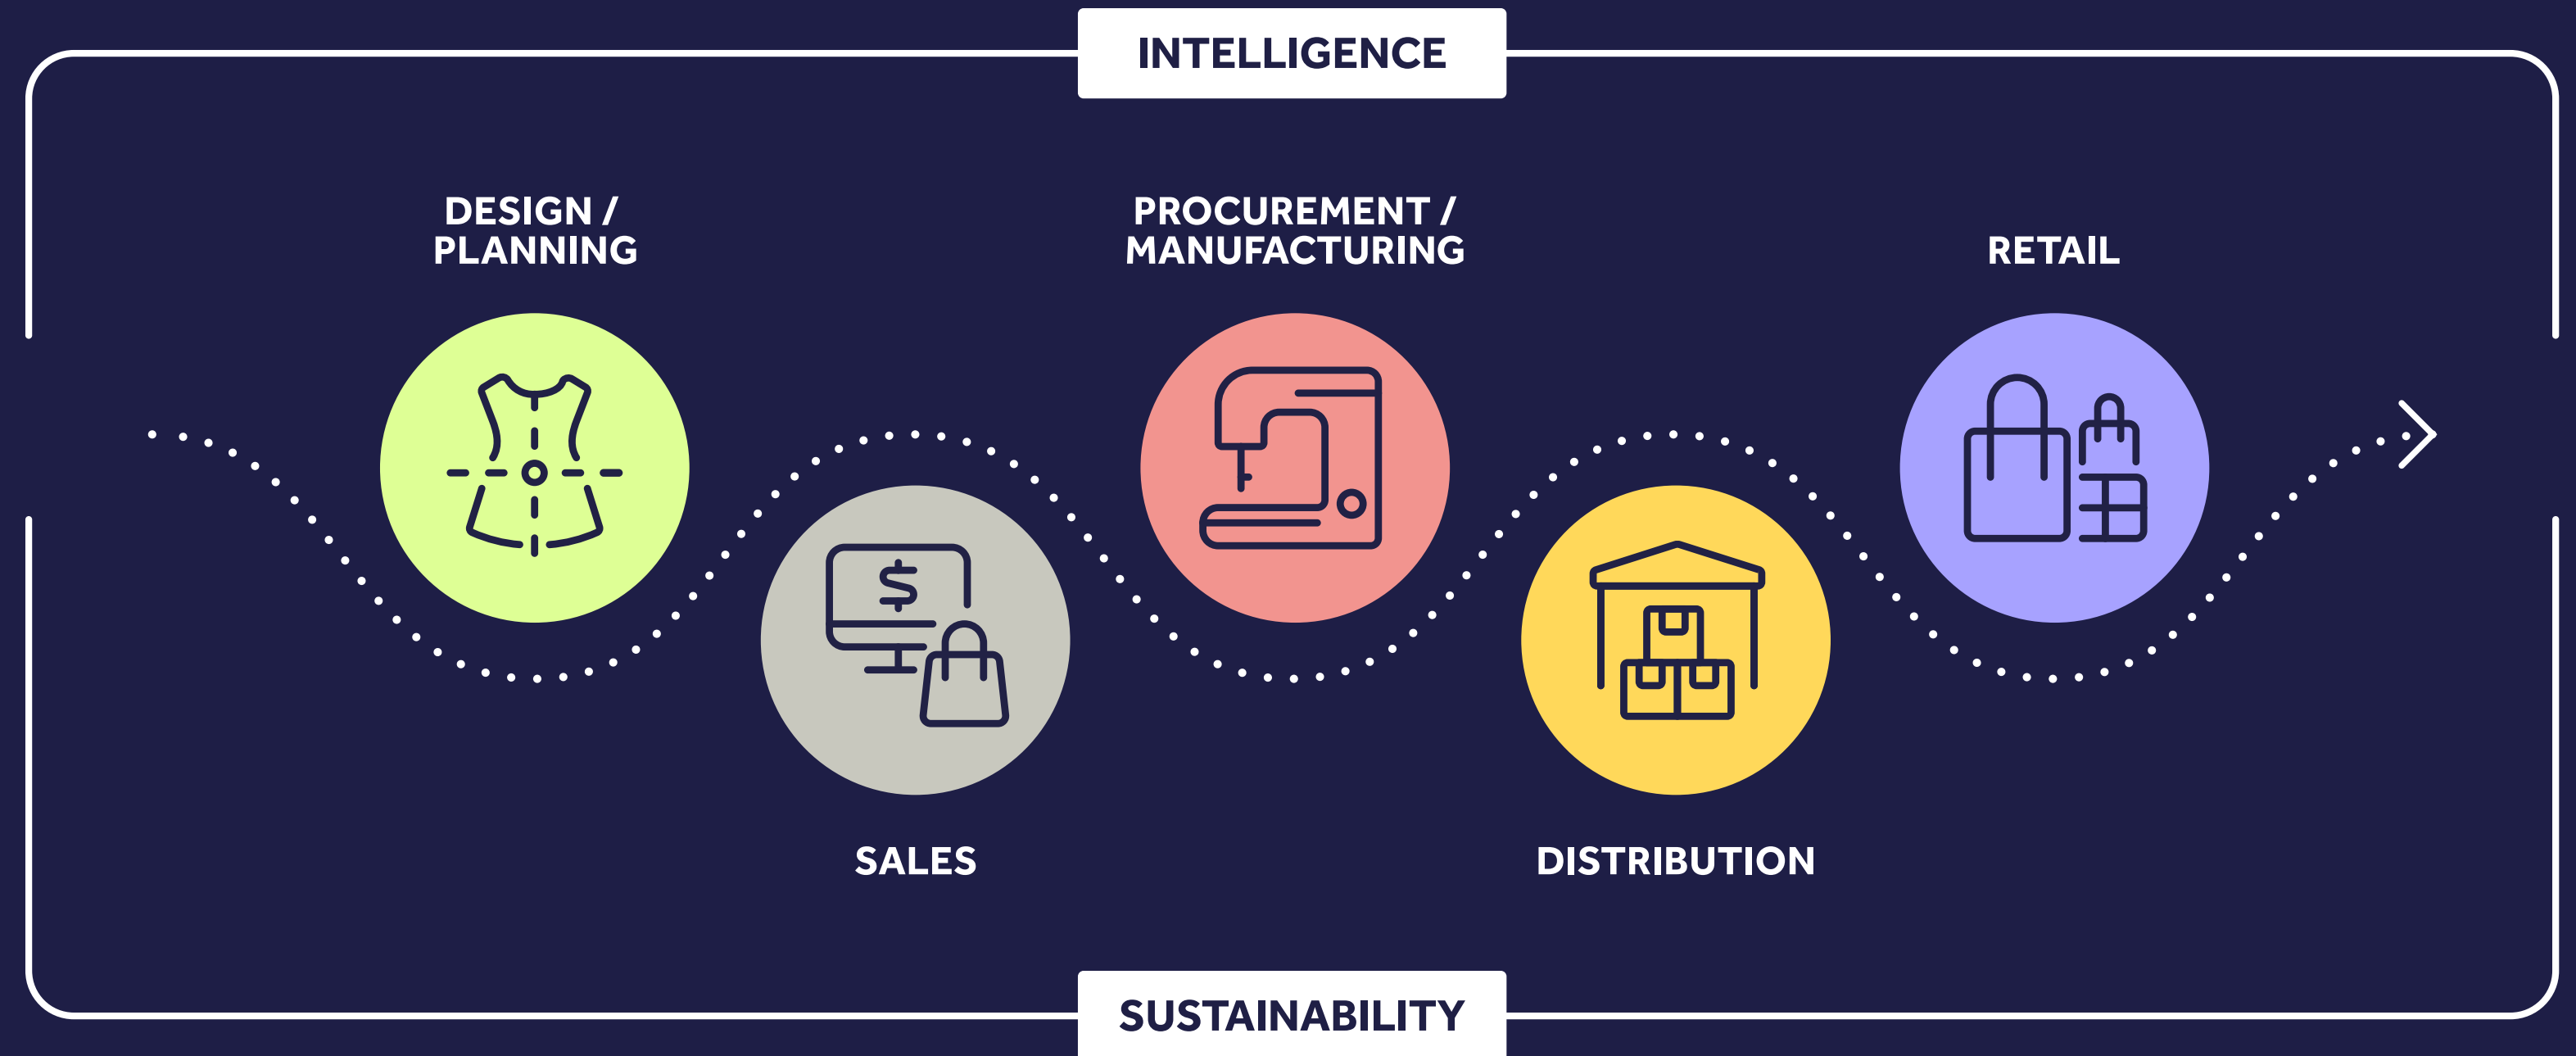 INTELLIGENCE
DESIGN /
PLANNING
SALES
PROCUREMENT /
MANUFACTURING
DISTRIBUTION
RETAIL
$
SUSTAINABILITY